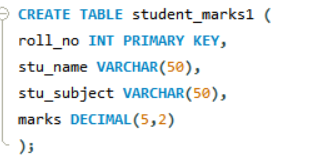 CREATE TABLE student_marks1 (
roll_no INT PRIMARY KEY,
stu_name VARCHAR(50),
stu_subject VARCHAR(50),
marks DECIMAL(5,2)
);